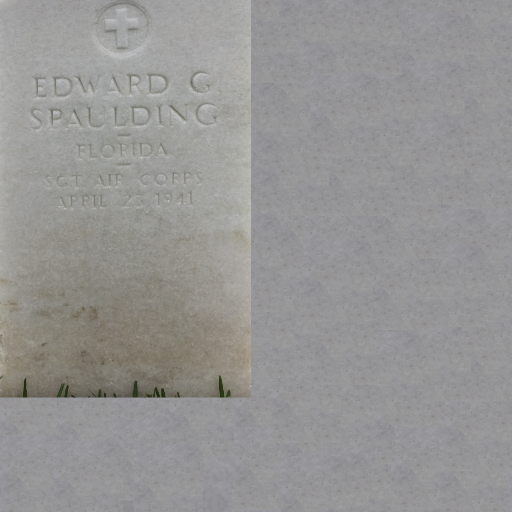 EDWARD G
SPAULDING
FLORIDA
SGT AIR CORPS
APRIL 23 1941